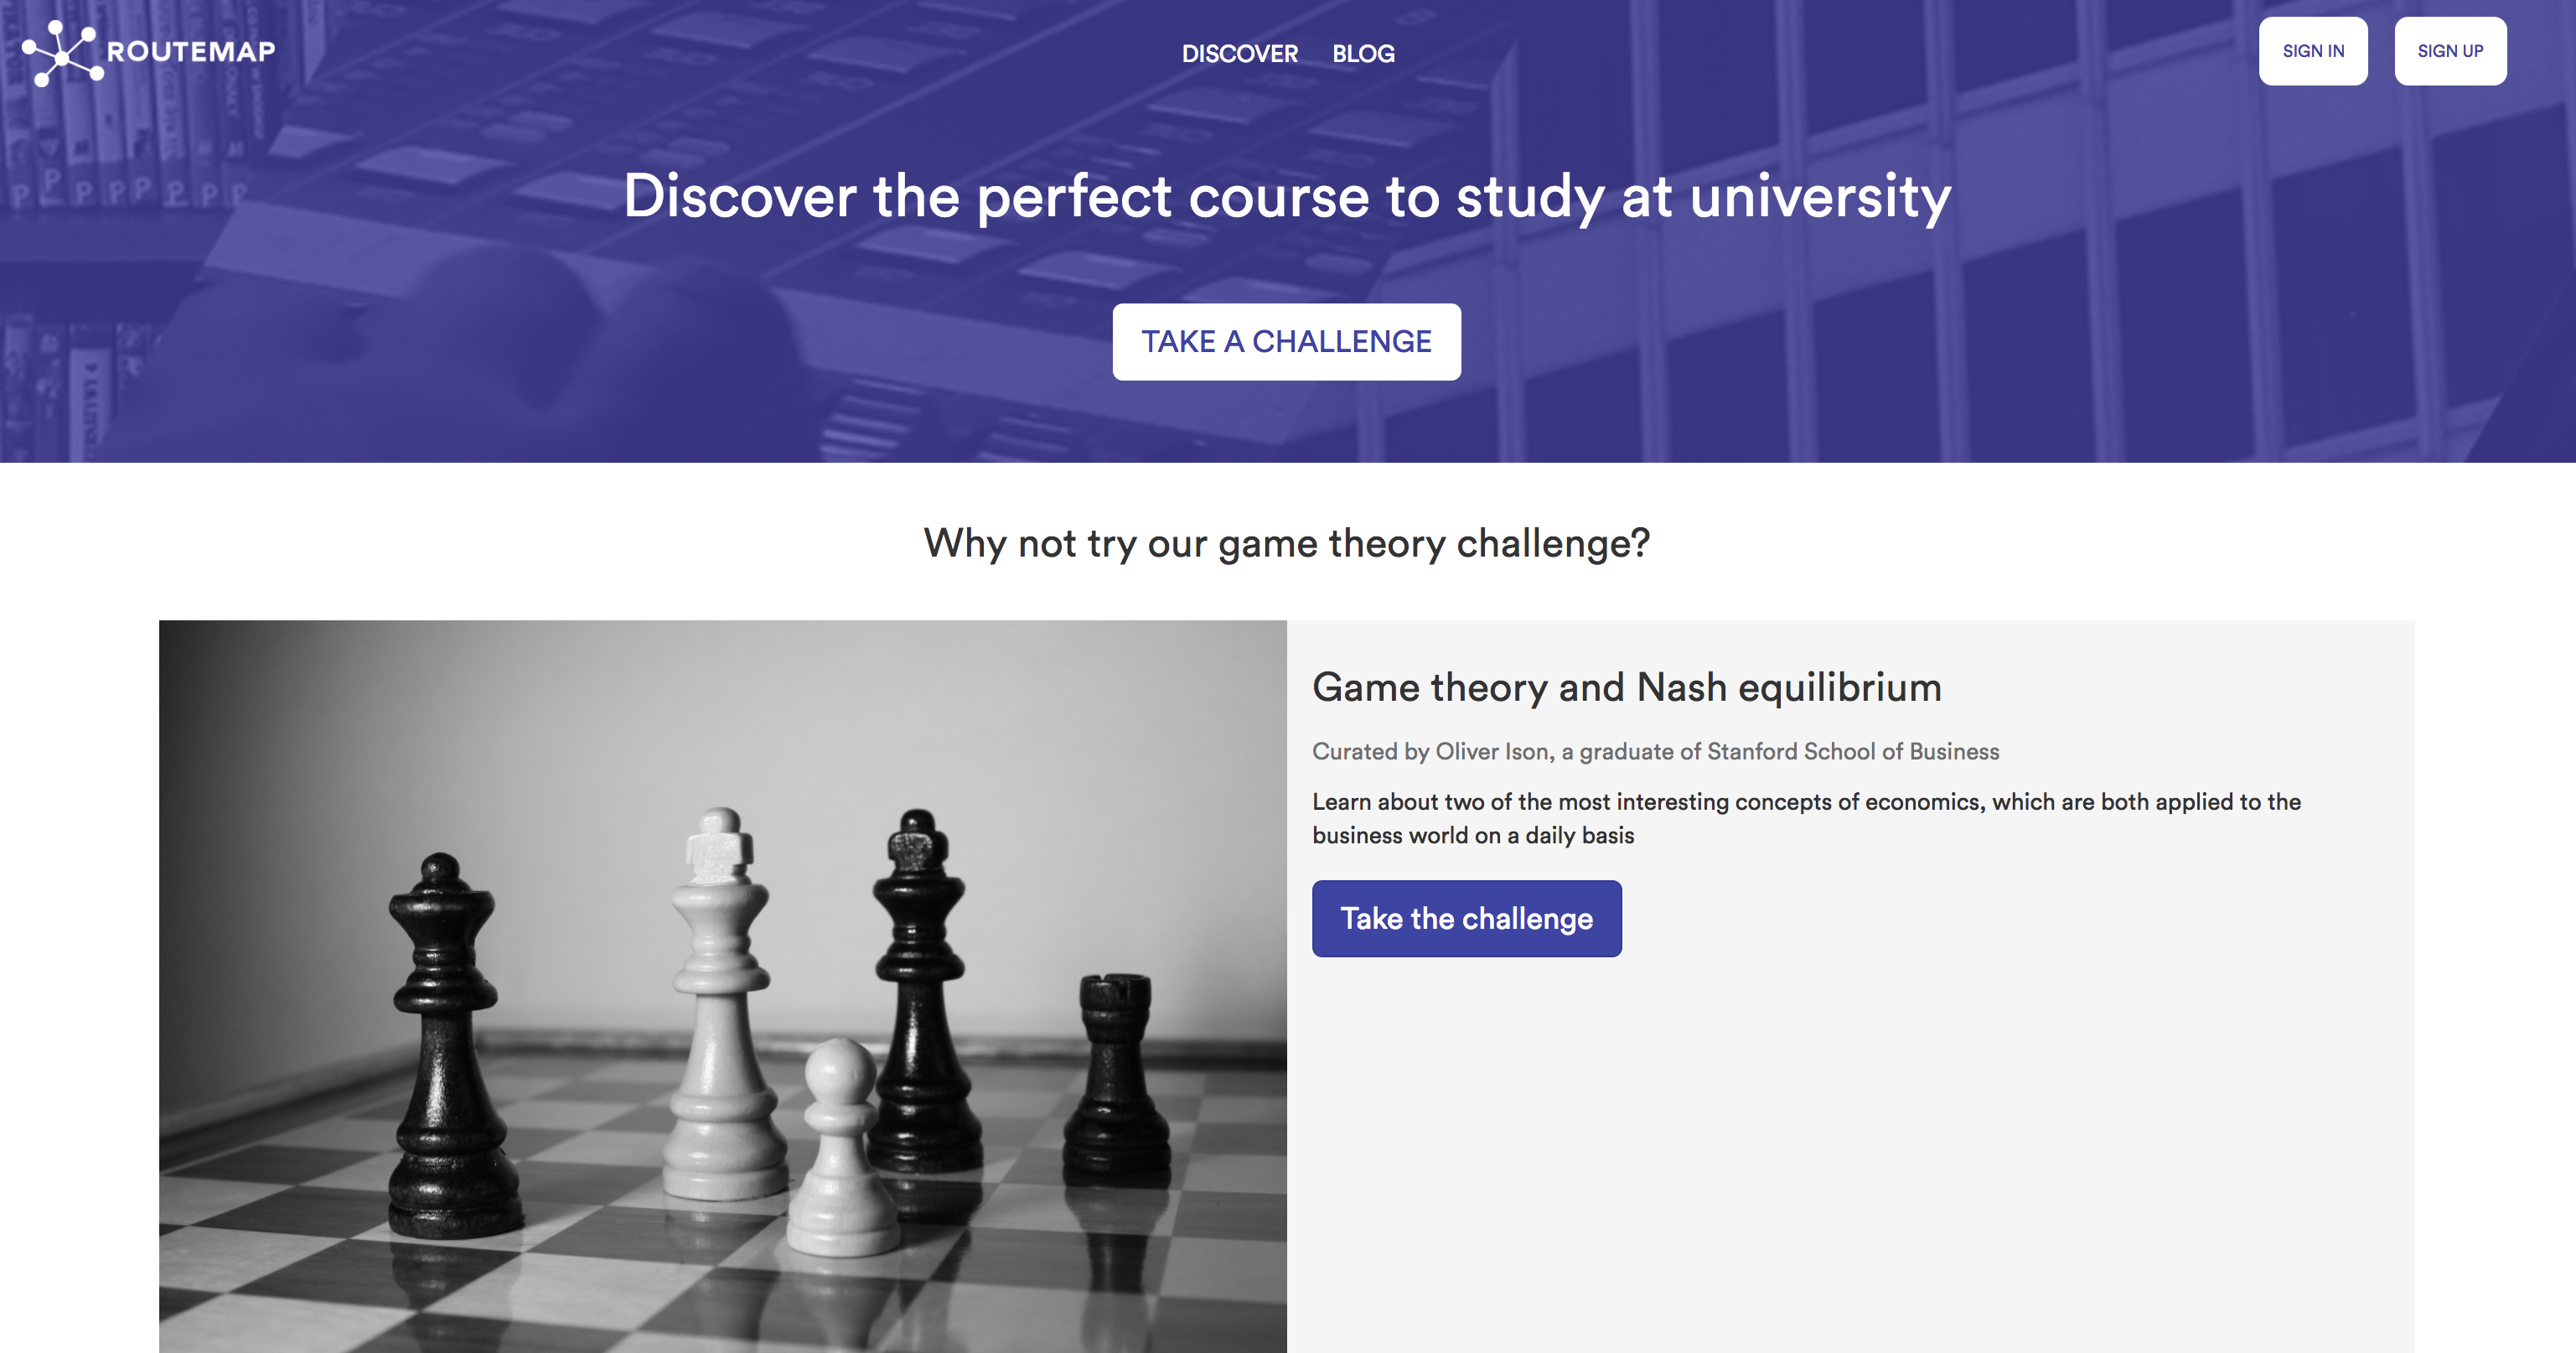 ROUTEMAP
DISCOVER BLOG
SIGN IN
SIGN UP
Discover the perfect course to study at university
TAKE A CHALLENGE
Why not try our game theory challenge?
Game theory and Nash equilibrium
Curated by Oliver Ison, a graduate of Stanford School of Business
Learn about two of the most interesting concepts of economics, which are both applied to the
business world on a daily basis
Take the challenge